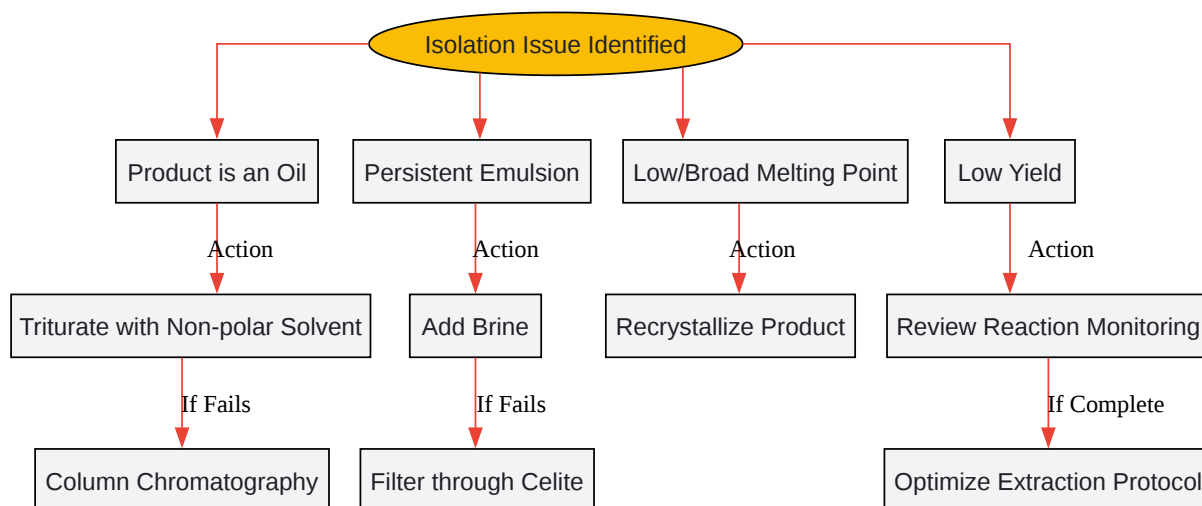 Isolation Issue Identified
Product is an Oil
Persistent Emulsion
Low/Broad Melting Point
Low Yield
Action
Action
Action
Action
Triturate with Non-polar Solvent
Add Brine
Recrystallize Product
Review Reaction Monitoring
If Fails
If Fails
If Complete
Column Chromatography
Filter through Celite
Optimize Extraction Protocol